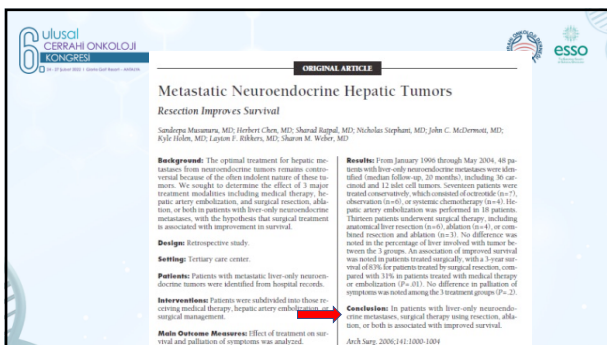 6 ulusal
CERRAHİ ONKOLOJİ
KONGRESİ
esso
ORIGINAL ARTICLE
Metastatic Neuroendocrine Hepatic Tumors
Resection Improves Survival
Sandeepa Musunuru, MD; Herbert Chen, MD; Sharad Rajpal, MD; Nicholas Stephani, MD; John C. McDermott, MD;
Kyle Holen, MD; Layton F. Rikkers, MD; Sharon M. Weber, MD
Background: The optimal treatment for hepatic me-
tastases from neuroendocrine tumors remains contro-
versial because of the often indolent nature of these tu-
mors. We sought to determine the effect of 3 major
treatment modalities including medical therapy, he-
patic artery embolization, and surgical resection, abla-
tion, or both in patients with liver-only neuroendocrine
metastases, with the hypothesis that surgical treatment
is associated with improvement in survival.
Design: Retrospective study.
Setting: Tertiary care center.
Patients: Patients with metastatic liver-only neuroen-
docrine tumors were identified from hospital records.
Interventions: Patients were subdivided into those re-
ceiving medical therapy, hepatic artery embolization, or
surgical management.
Main Outcome Measures: Effect of treatment on sur-
vival and palliation of symptoms was analyzed.
Results: From January 1996 through May 2004, 48 pa-
tients with liver-only neuroendocrine metastases were iden-
tified (median follow-up, 20 months), including 36 car-
cinoid and 12 islet cell tumors. Seventeen patients were
treated conservatively, which consisted of octreotide (n=7),
observation (n=6), or systemic chemotherapy (n=4). He-
patic artery embolization was performed in 18 patients.
Thirteen patients underwent surgical therapy, including
anatomical liver resection (n=6), ablation (n=4), or com-
bined resection and ablation (n=3). No difference was
noted in the percentage of liver involved with tumor be-
tween the 3 groups. An association of improved survival
was noted in patients treated surgically, with a 3-year sur-
vival of 83% for patients treated by surgical resection, com-
pared with 31% in patients treated with medical therapy
or embolization (P=.01). No difference in palliation of
symptoms was noted among the 3 treatment groups (P=.2).
Conclusion: In patients with liver-only neuroendo-
crine metastases, surgical therapy using resection, abla-
tion, or both is associated with improved survival.
Arch Surg. 2006;141:1000-1004